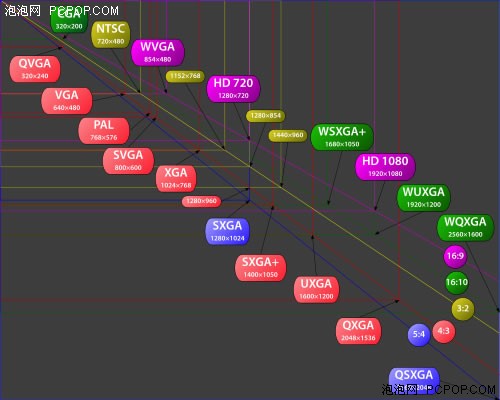 泡泡网 PCPOP.COM
CGA
320×200
NTSC
720×480
WVGA
854×480
QVGA
320×240
1152×768
HD 720
1280×720
VGA
640×480
1280×854
PAL
768×576
WSXGA+
1680×1050
1440×960
SVGA
800×600
HD 1080
1920×1080
XGA
1024×768
WUXGA
1920×1200
1280×960
WQXGA
2560×1600
SXGA
1280×1024
16:9
SXGA+
1400×1050
16:10
UXGA
1600×1200
3:2
QXGA
2048×1536
5:4
4:3
QSXGA
泡泡网 PCPOP.COM